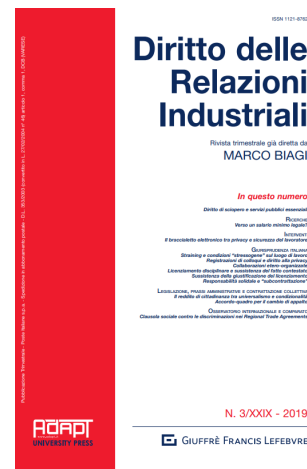 ISSN 1121-8762
Diritto delle
Relazioni
Industriali
Rivista trimestrale già diretta da
MARCO BIAGI
In questo numero
Diritto di sciopero e servizi pubblici essenziali
RICERCHE
Verso un salario minimo legale?
INTERVENTI
Il braccialetto elettronico tra privacy e sicurezza del lavoratore
GIURISPRUDENZA ITALIANA
Straining e condizioni "stressogene" sul luogo di lavoro
Registrazioni di colloqui e diritto alla privacy
Collaborazioni etero-organizzate
Licenziamento disciplinare e sussistenza del fatto contestato
Sussistenza della giustificazione del licenziamento
Responsabilità solidale e "subcontrattazione"
LEGISLAZIONE, PRASSI AMMINISTRATIVE E CONTRATTAZIONE COLLETTIVA
Il reddito di cittadinanza tra universalismo e condizionalità
Accordo-quadro per il cambio di appalto
OSSERVATORIO INTERNAZIONALE E COMPARATO
Clausole sociali contro le discriminazioni nei Regional Trade Agreements
N. 3/XXIX - 2019
GIUFFRÈ FRANCIS LEFEBVRE
ADAPT
UNIVERSITY PRESS